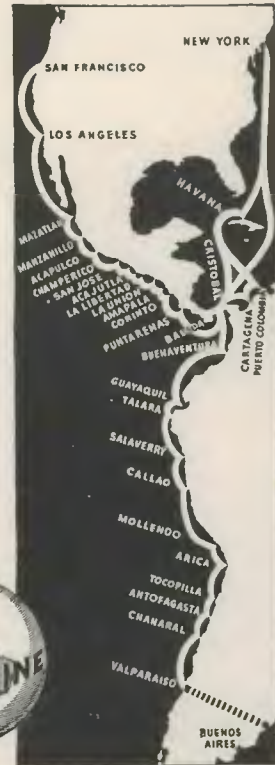 NEW YORK
SAN FRANCISCO
LOS ANGELES
HAVANA
MAZATLAN
MANZANILLO
ACAPULCO
CHAMPERICO
SAN JOSE
ACAJUTLA
LA LIBERTAD
LA UNION
AMAPALA
CORINTO
PUNTARENAS
CRISTOBAL
BALBOA
BUENAVENTURA
CARTAGENA
PUERTO COLOMBIA
GUAYAQUIL
TALARA
SALAVERRY
CALLAO
MOLLENDO
ARICA
TOCOPILLA
ANTOFAGASTA
CHANARAL
VALPARAISO
BUENOS
AIRES